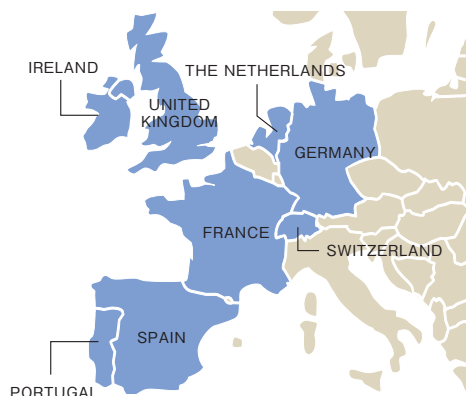 IRELAND
THE NETHERLANDS
UNITED
KINGDOM
GERMANY
FRANCE
SWITZERLAND
SPAIN
PORTUGAL